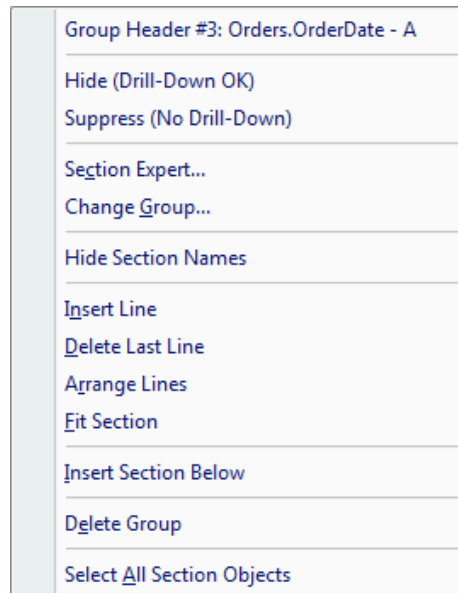 Group Header #3: Orders.OrderDate - A
Hide (Drill-Down OK)
Suppress (No Drill-Down)
Section Expert...
Change Group...
Hide Section Names
Insert Line
Delete Last Line
Arrange Lines
Fit Section
Insert Section Below
Delete Group
Select All Section Objects